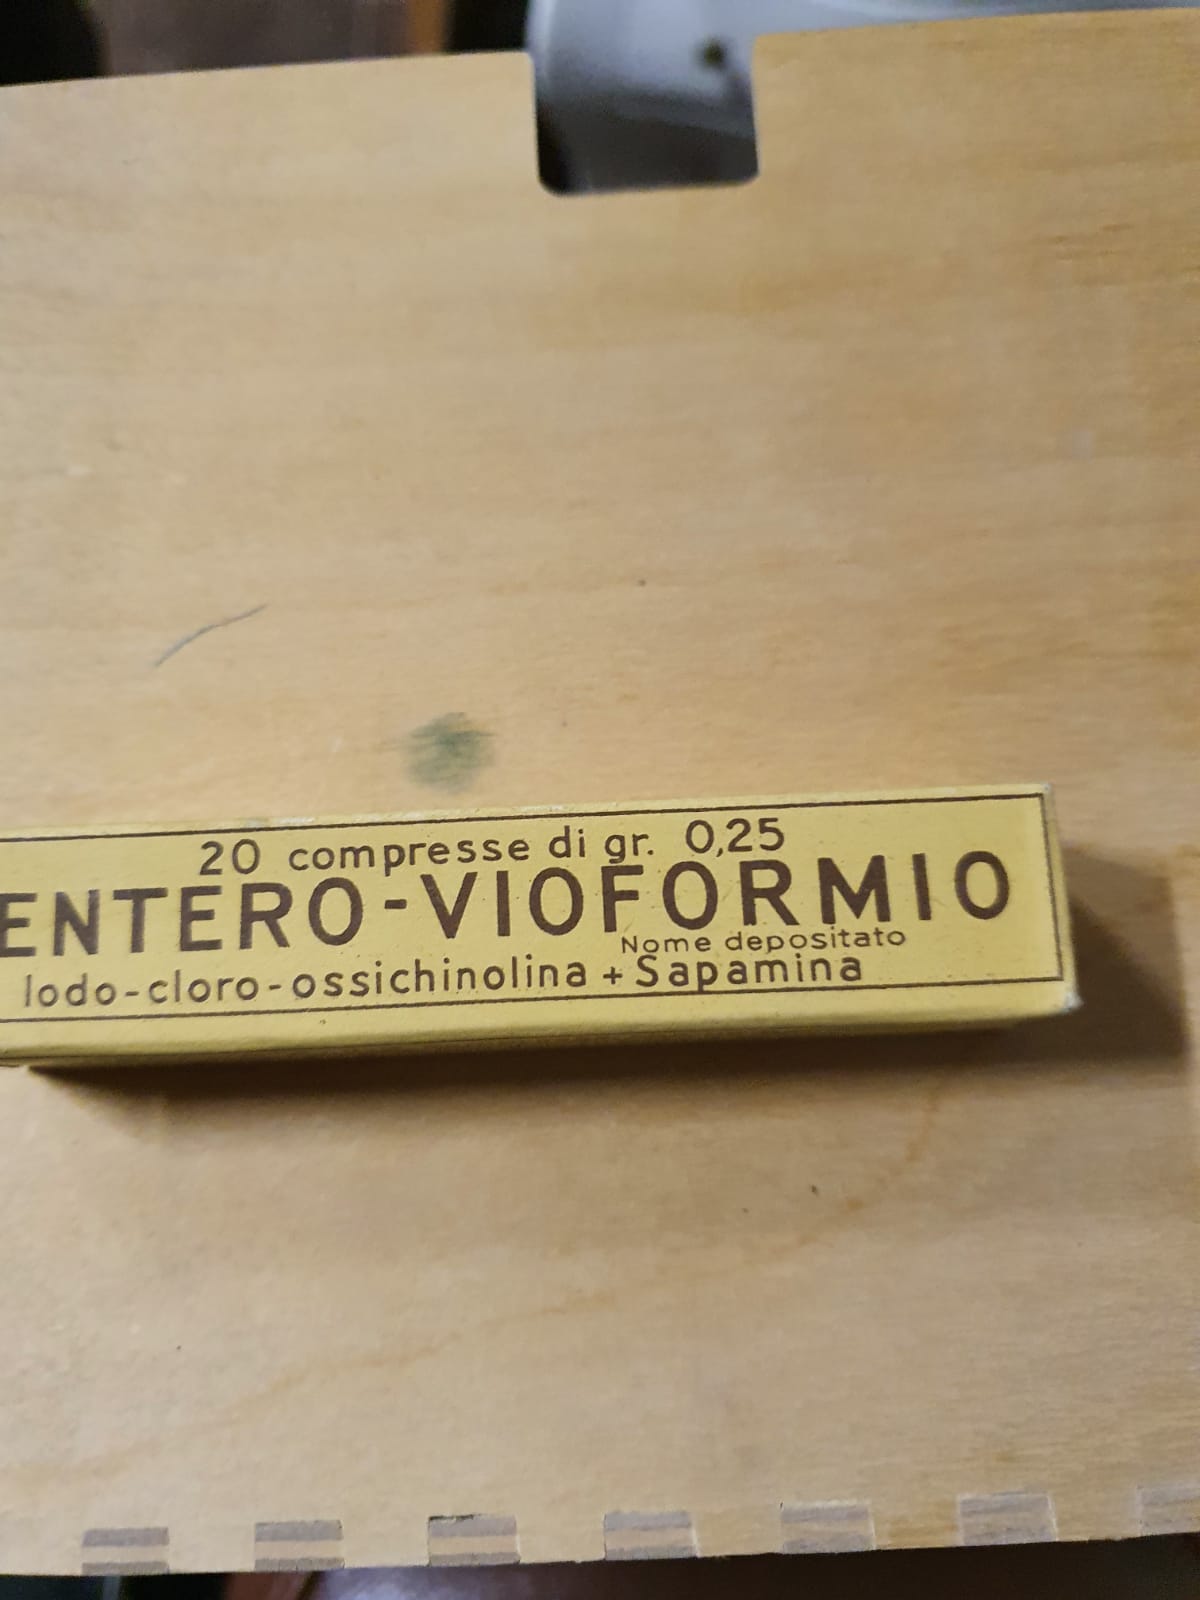 20 compresse di gr. 0,25
ENTERO-VIOFORMIO
Nome depositato
Iodo-cloro-ossichinolina + Sapamina